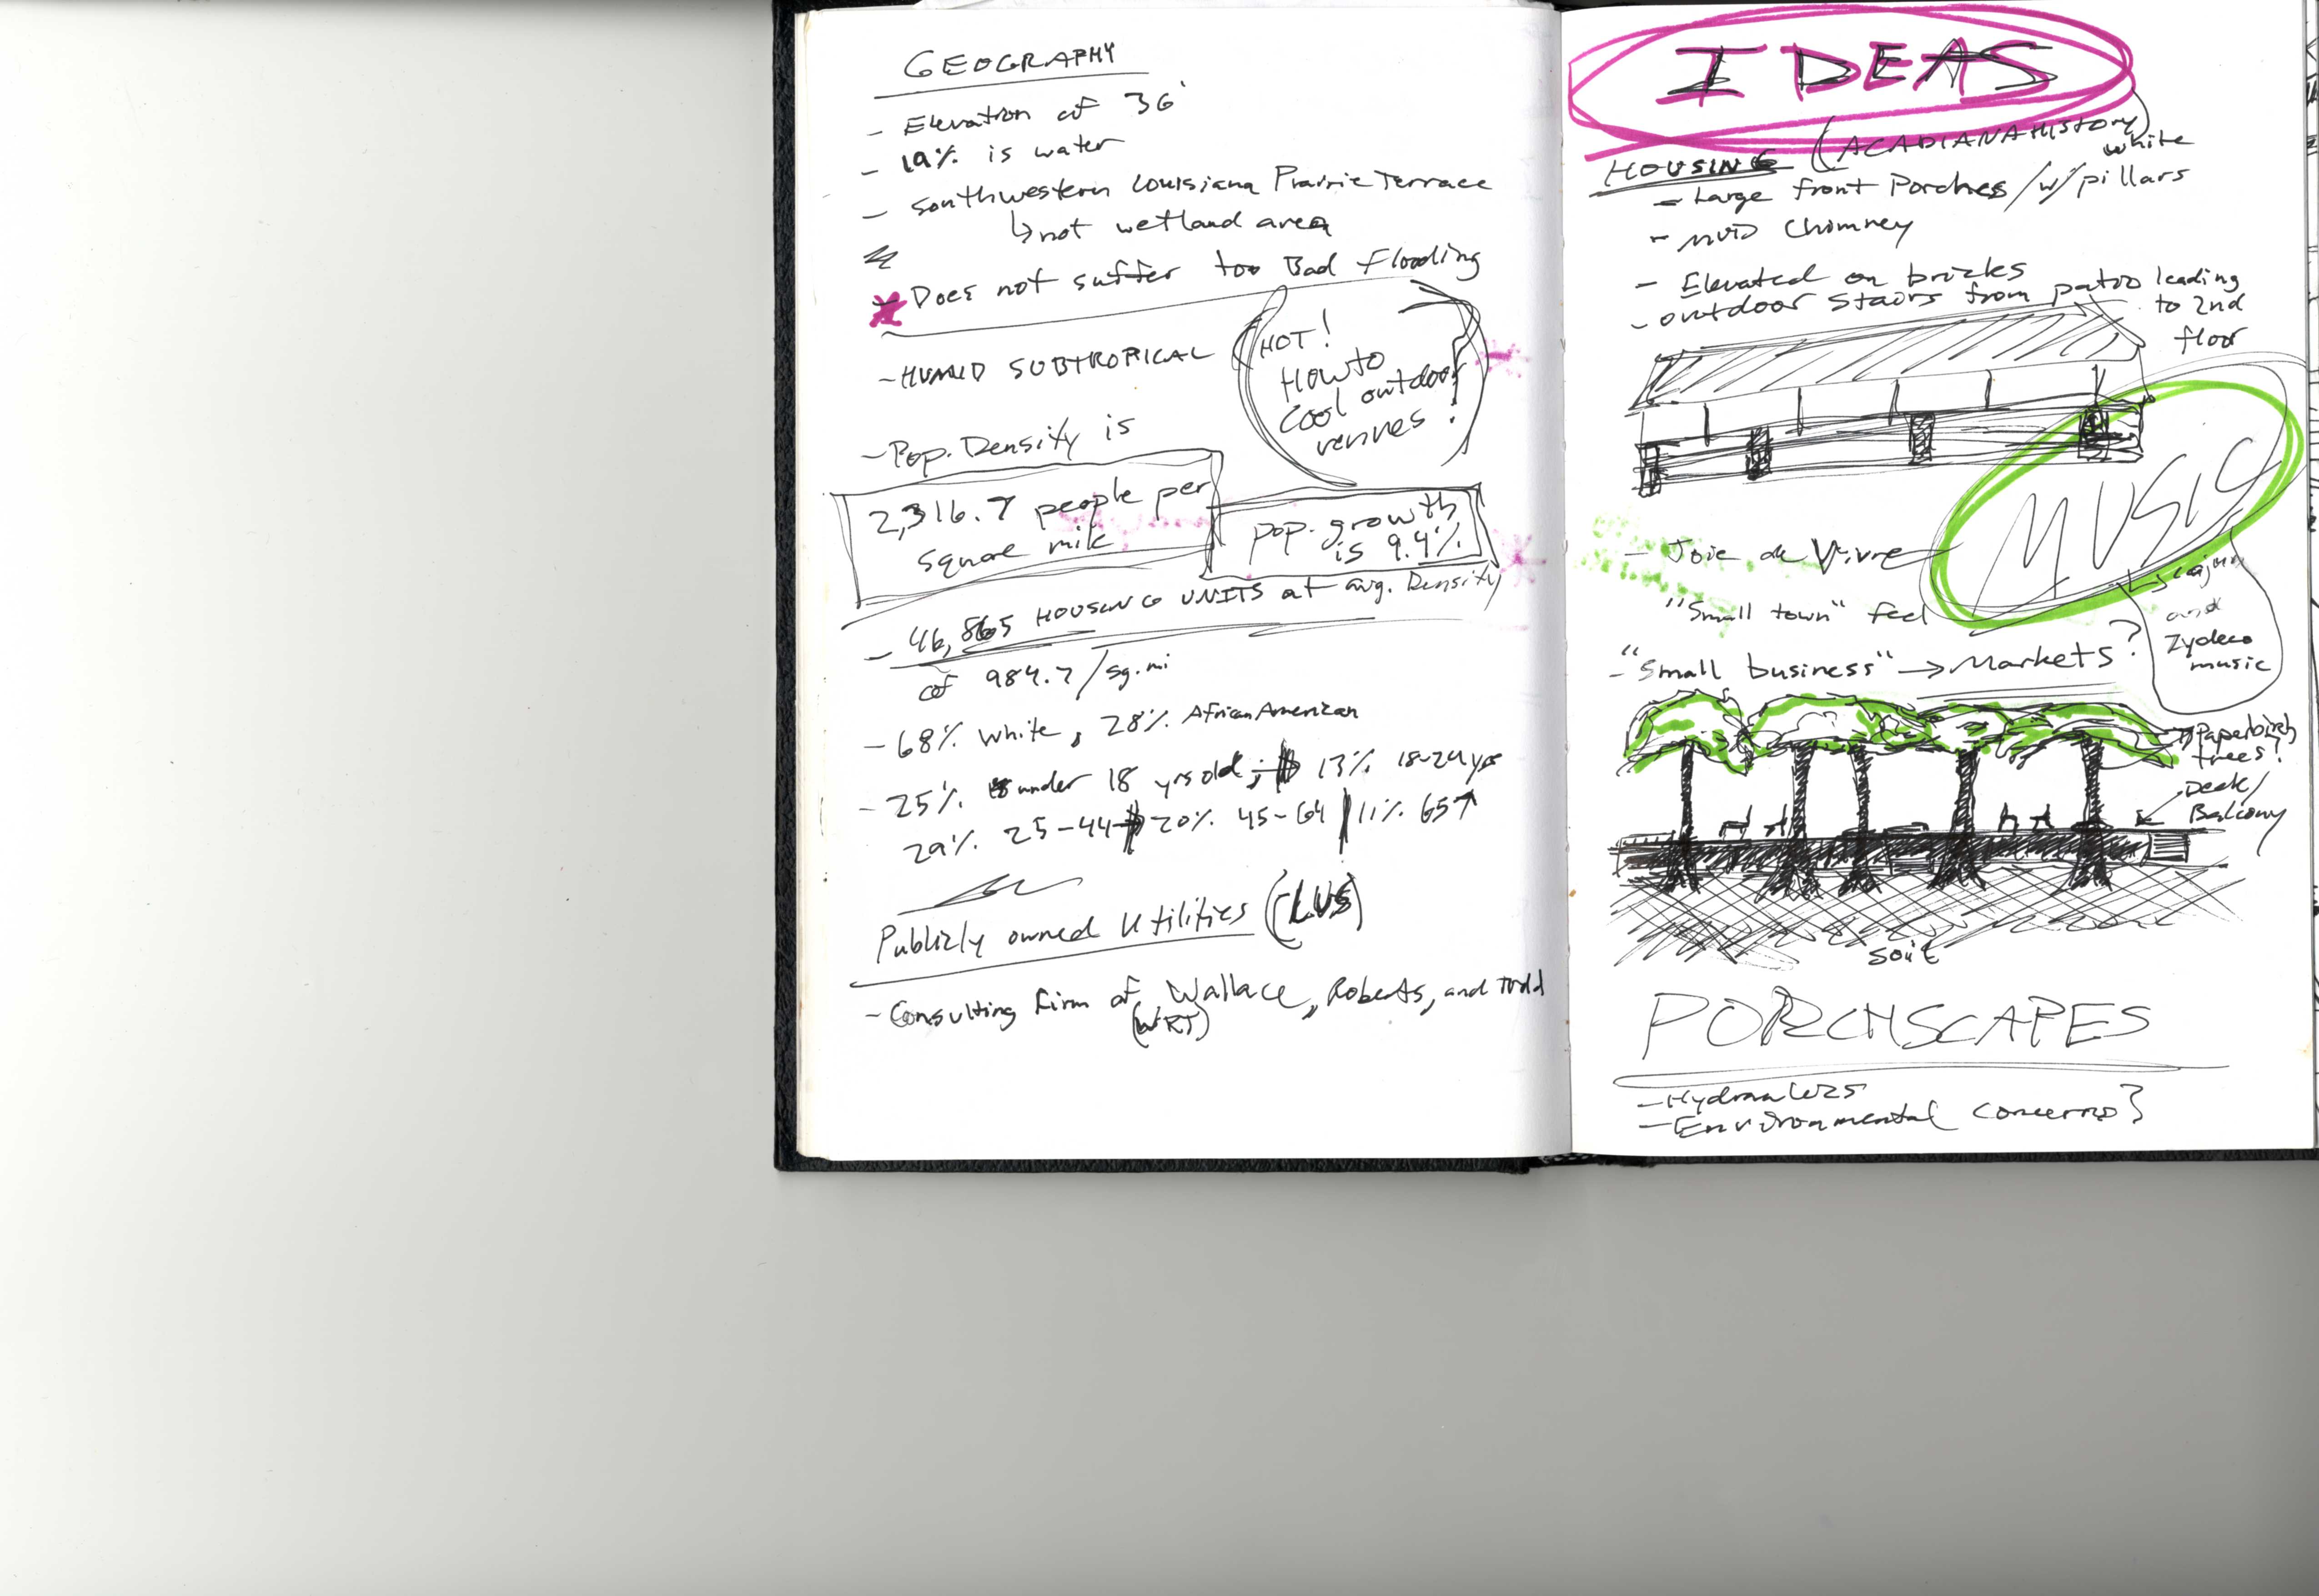 GEOGRAPHY
- Elevation of 36'
- 19% is water
- Southwestern Louisiana Prairie Terrace
↳ not wetland area
- Does not suffer too Bad Flooding
- HUMID SUBTROPICAL
(HOT!
How to
Cool outdoor
venues?
- Pop. Density is
2,316.7 people per
square mile
pop. growth
is 9.4%
- 46,865 HOUSING UNITS at avg. Density
of 984.7/sq.mi
- 68% white, 28% African American
- 25% under 18 yrs old; 13% 18-24 yrs
29% 25-44 20% 45-64 | 11% 65↑
Publicly owned Utilities (LUS)
- Consulting Firm of Wallace, Roberts, and Todd
(WRT)
IDEAS
HOUSING (ACADIANA HISTORY)
white
- Large front Porches /w/ pillars
- MUD Chimney
- Elevated on bricks
- outdoor stairs from patio leading
to 2nd
floor
MUSIC
- Joie de Vivre
↳ cajun
and
Zydeco
music
"Small town" feel
- "Small business" → Markets?
Paperbirch
trees?
Deck/
Balcony
soil
PORCHSCAPES
- Hydraulics
- Environmental Concerns}